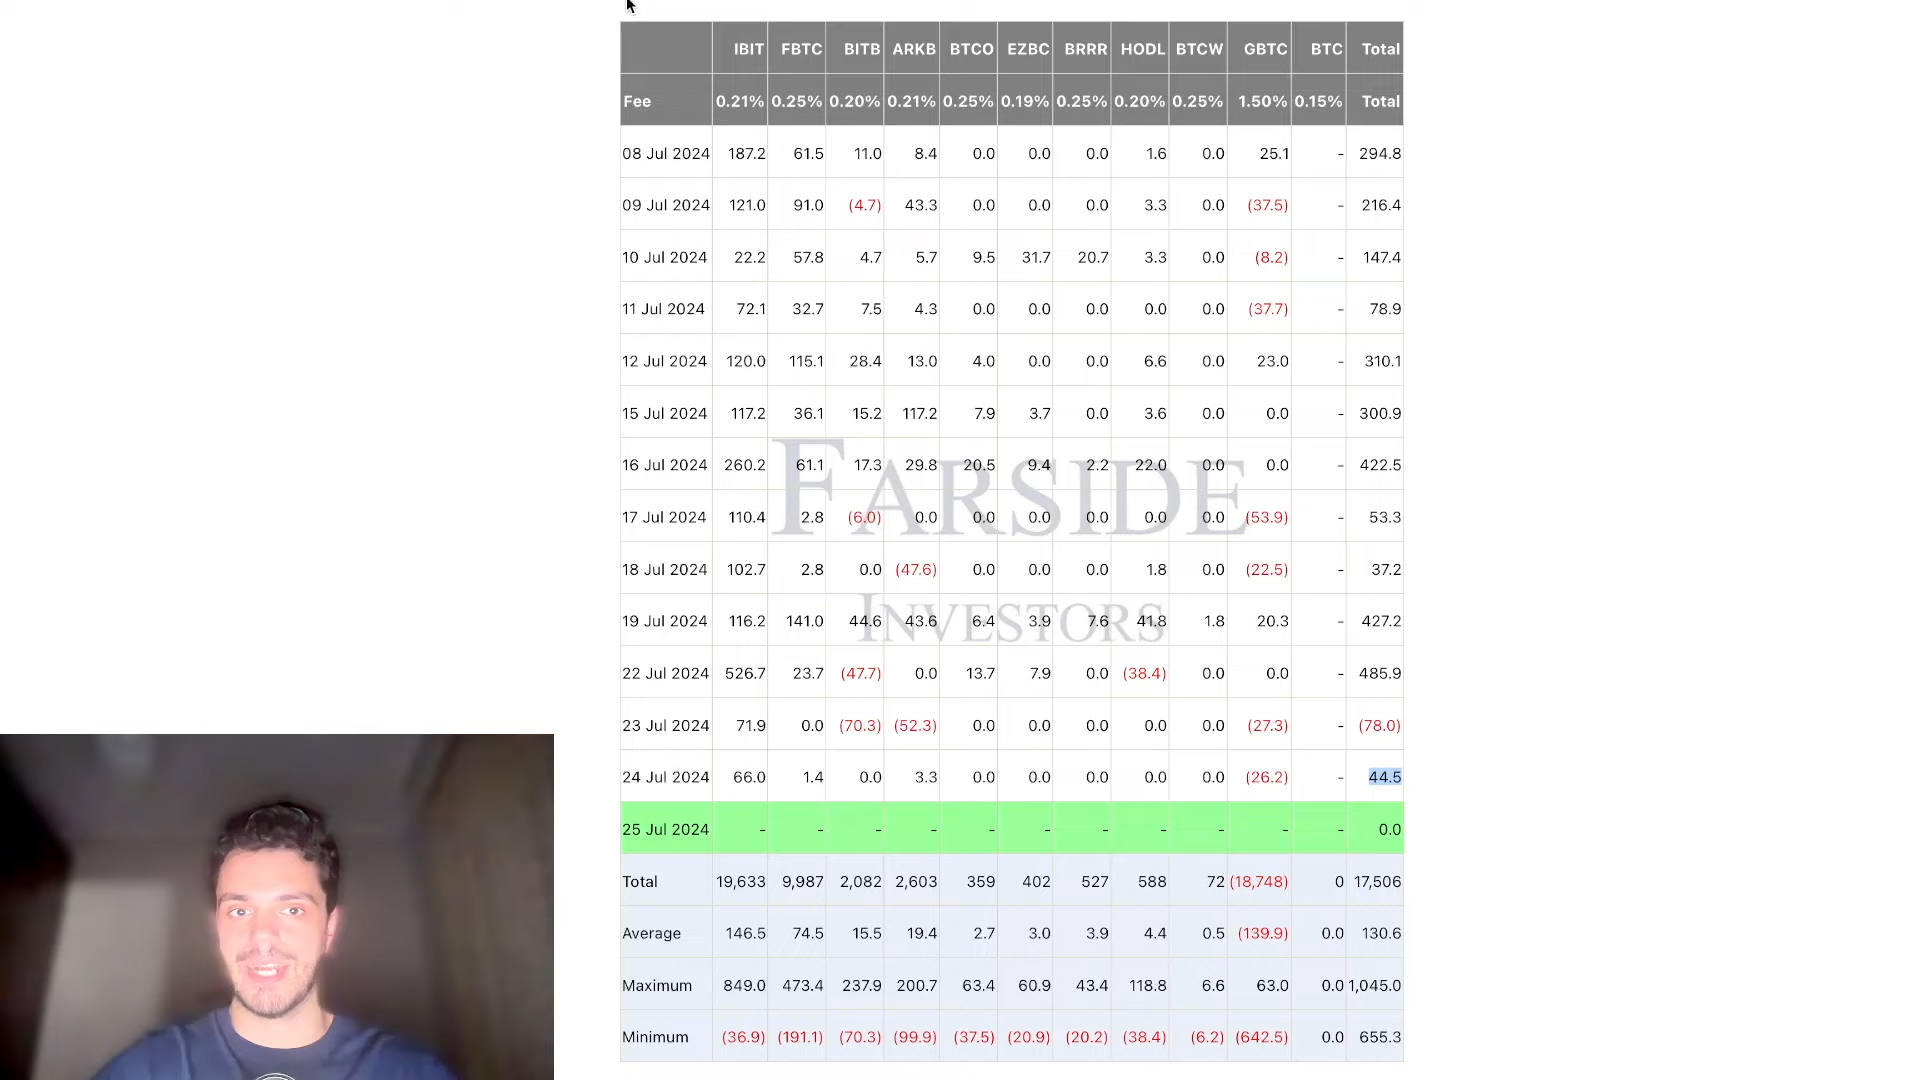 IBIT FBTC BITB ARKB BTCO EZBC BRRR HODL BTCW GBTC BTC Total
Fee 0.21% 0.25% 0.20% 0.21% 0.25% 0.19% 0.25% 0.20% 0.25% 1.50% 0.15% Total
08 Jul 2024 187.2 61.5 11.0 8.4 0.0 0.0 0.0 1.6 0.0 25.1 - 294.8
09 Jul 2024 121.0 91.0 (4.7) 43.3 0.0 0.0 0.0 3.3 0.0 (37.5) - 216.4
10 Jul 2024 22.2 57.8 4.7 5.7 9.5 31.7 20.7 3.3 0.0 (8.2) - 147.4
11 Jul 2024 72.1 32.7 7.5 4.3 0.0 0.0 0.0 0.0 0.0 (37.7) - 78.9
12 Jul 2024 120.0 115.1 28.4 13.0 4.0 0.0 0.0 6.6 0.0 23.0 - 310.1
15 Jul 2024 117.2 36.1 15.2 117.2 7.9 3.7 0.0 3.6 0.0 0.0 - 300.9
16 Jul 2024 260.2 61.1 17.3 29.8 20.5 9.4 2.2 22.0 0.0 0.0 - 422.5
FARSIDE
17 Jul 2024 110.4 2.8 (6.0) 0.0 0.0 0.0 0.0 0.0 0.0 (53.9) - 53.3
18 Jul 2024 102.7 2.8 0.0 (47.6) 0.0 0.0 0.0 1.8 0.0 (22.5) - 37.2
19 Jul 2024 116.2 141.0 44.6 43.6 6.4 3.9 7.6 41.8 1.8 20.3 - 427.2
INVESTORS
22 Jul 2024 526.7 23.7 (47.7) 0.0 13.7 7.9 0.0 (38.4) 0.0 0.0 - 485.9
23 Jul 2024 71.9 0.0 (70.3) (52.3) 0.0 0.0 0.0 0.0 0.0 (27.3) - (78.0)
24 Jul 2024 66.0 1.4 0.0 3.3 0.0 0.0 0.0 0.0 0.0 (26.2) - 44.5
25 Jul 2024 - - - - - - - - - - - 0.0
Total 19,633 9,987 2,082 2,603 359 402 527 588 72 (18,748) 0 17,506
Average 146.5 74.5 15.5 19.4 2.7 3.0 3.9 4.4 0.5 (139.9) 0.0 130.6
Maximum 849.0 473.4 237.9 200.7 63.4 60.9 43.4 118.8 6.6 63.0 0.0 1,045.0
Minimum (36.9) (191.1) (70.3) (99.9) (37.5) (20.9) (20.2) (38.4) (6.2) (642.5) 0.0 655.3